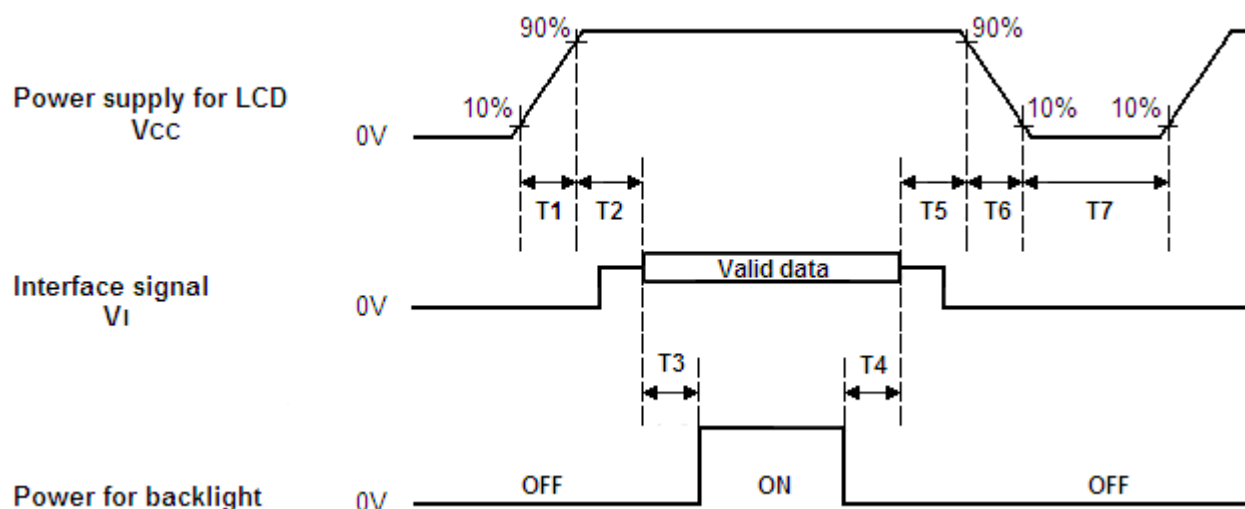 90% 90%
Power supply for LCD
VCC
10% 10% 10%
0V
T1 T2 T5 T6 T7
Valid data
Interface signal
VI
0V
T3 T4
OFF ON OFF
Power for backlight
0V